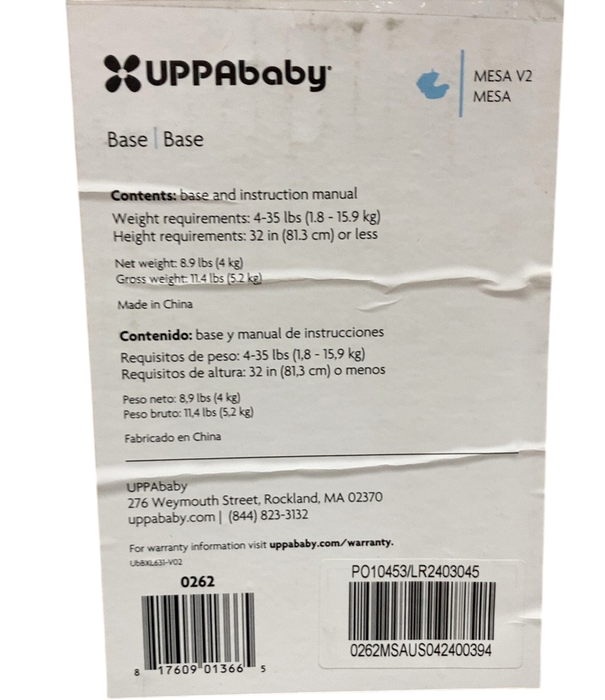 UPPAbaby
MESA V2
MESA
Base | Base
Contents: base and instruction manual
Weight requirements: 4-35 lbs (1.8 - 15.9 kg)
Height requirements: 32 in (81.3 cm) or less
Net weight: 8.9 lbs (4 kg)
Gross weight: 11.4 lbs (5.2 kg)
Made in China
Contenido: base y manual de instrucciones
Requisitos de peso: 4-35 lbs (1,8 - 15,9 kg)
Requisitos de altura: 32 in (81,3 cm) o menos
Peso neto: 8,9 lbs (4 kg)
Peso bruto: 11,4 lbs (5,2 kg)
Fabricado en China
UPPAbaby
276 Weymouth Street, Rockland, MA 02370
uppababy.com | (844) 823-3132
For warranty information visit uppababy.com/warranty.
UbBXL631-V02
0262
8 17609 01366 5
PO10453/LR2403045
0262MSAUS042400394